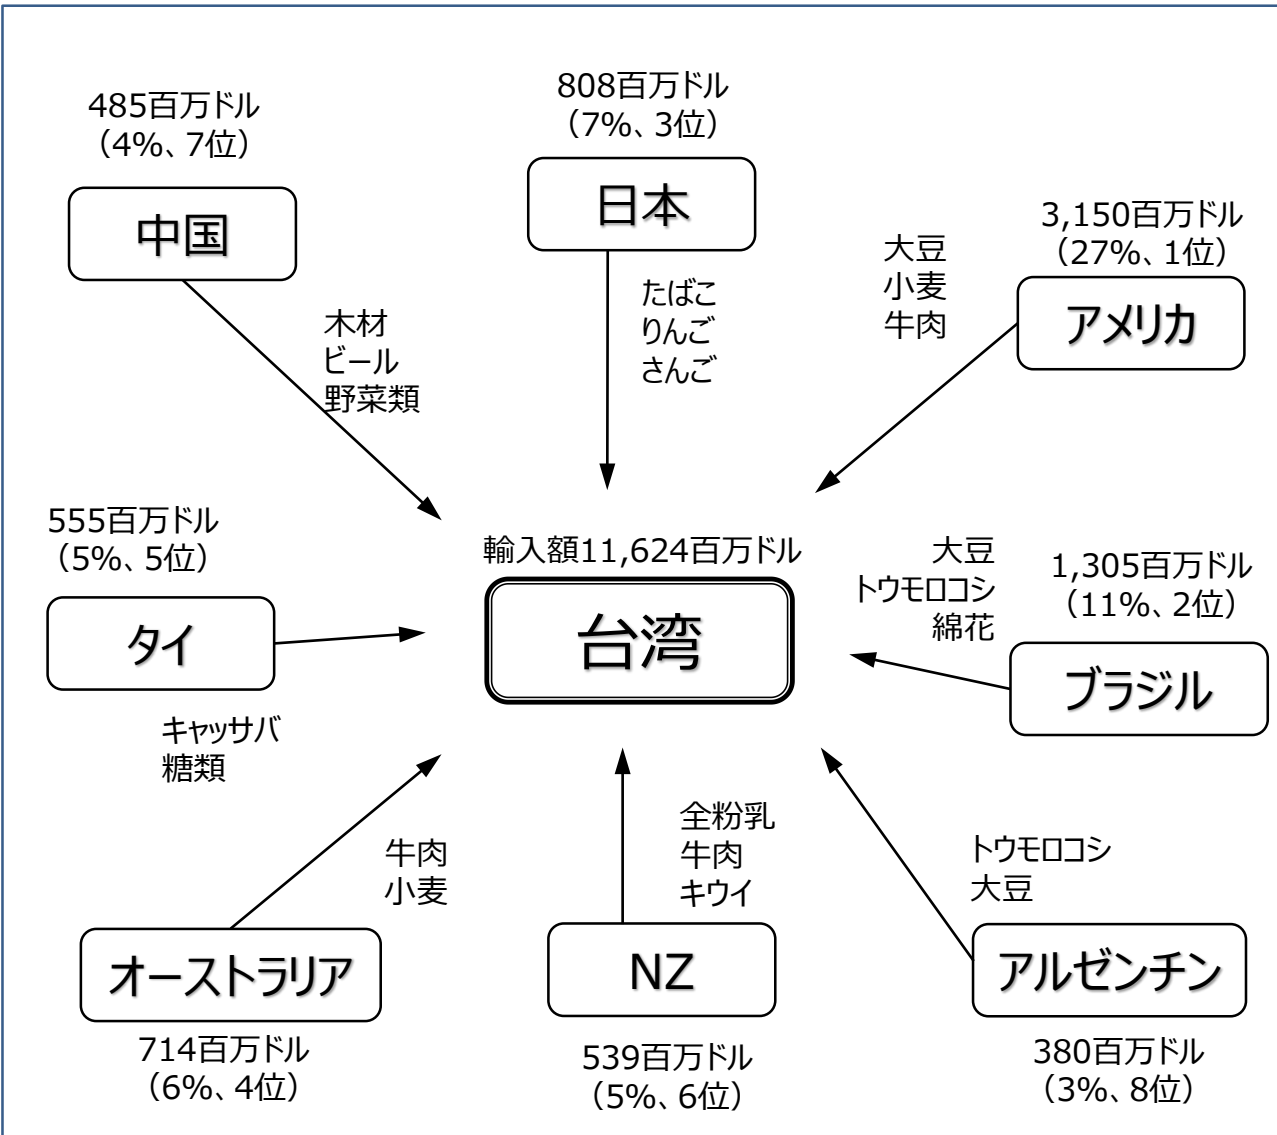 485百万ドル
（4%、7位）
中国
木材
ビール
野菜類
808百万ドル
（7%、3位）
日本
たばこ
りんご
さんご
3,150百万ドル
（27%、1位）
アメリカ
大豆
小麦
牛肉
555百万ドル
（5%、5位）
タイ
キャッサバ
糖類
輸入額11,624百万ドル
台湾
大豆
トウモロコシ
綿花
1,305百万ドル
（11%、2位）
ブラジル
牛肉
小麦
オーストラリア
714百万ドル
（6%、4位）
全粉乳
牛肉
キウイ
NZ
539百万ドル
（5%、6位）
トウモロコシ
大豆
アルゼンチン
380百万ドル
（3%、8位）